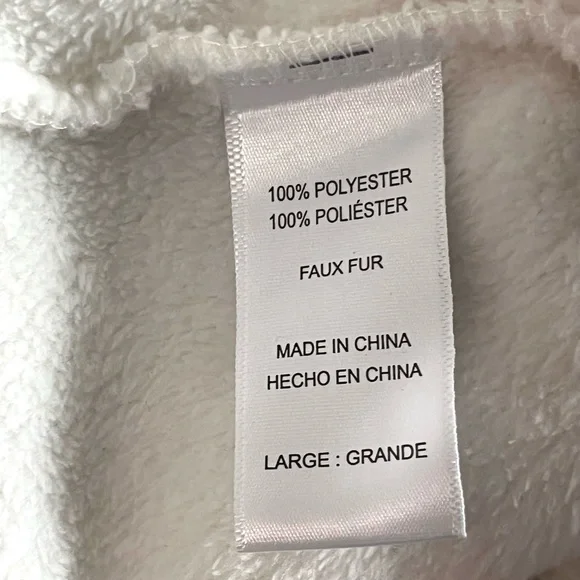 100% POLYESTER
100% POLIÉSTER
FAUX FUR
MADE IN CHINA
HECHO EN CHINA
LARGE : GRANDE